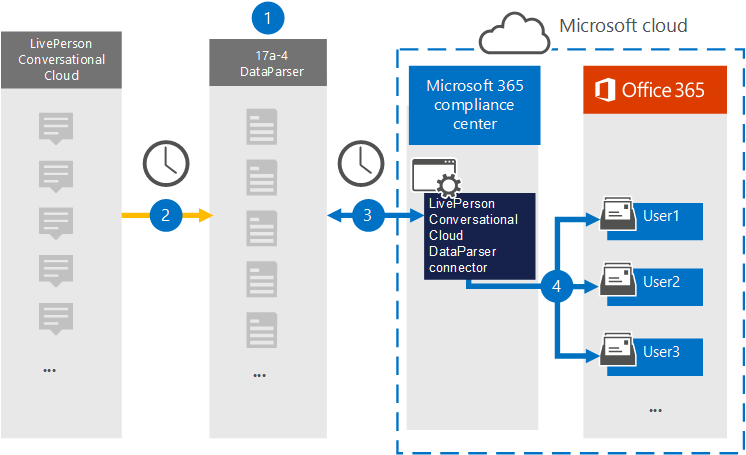 1
Microsoft cloud
LivePerson
Conversational
Cloud
17a-4
DataParser
Microsoft 365
compliance
center
Office 365
2
3
LivePerson
Conversational
Cloud
DataParser
connector
4
User1
User2
User3
...
...
...